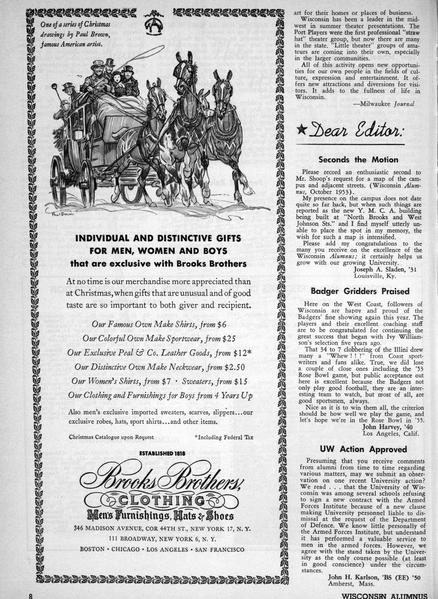 One of a series of Christmas
drawings by Paul Brown,
famous American artist.
Paul Brown
INDIVIDUAL AND DISTINCTIVE GIFTS
FOR MEN, WOMEN AND BOYS
that are exclusive with Brooks Brothers
At no time is our merchandise more appreciated than
at Christmas, when gifts that are unusual and of good
taste are so important to both giver and recipient.
Our Famous Own Make Shirts, from $6
Our Colorful Own Make Sportwear, from $25
Our Exclusive Peal & Co. Leather Goods, from $12*
Our Distinctive Own Make Neckwear, from $2.50
Our Women's Shirts, from $7 · Sweaters, from $15
Our Clothing and Furnishings for Boys from 4 Years Up
Also men's exclusive imported sweaters, scarves, slippers...our
exclusive robes, hats, sport shirts...and other items.
Christmas Catalogue upon Request *Including Federal Tax
ESTABLISHED 1818
Brooks Brothers,
CLOTHING
Men's Furnishings, Hats & Shoes
346 MADISON AVENUE, COR. 44TH ST., NEW YORK 17, N. Y.
111 BROADWAY, NEW YORK 6, N. Y.
BOSTON · CHICAGO · LOS ANGELES · SAN FRANCISCO
8
art for their homes or places of business.
Wisconsin has been a leader in the mid-
west in summer theater presentations. The
Port Players were the first professional "straw
hat" theater group, but now there are many
in the state. "Little theater" groups of ama-
teurs are coming into their own, especially
in the larger communities.
All of this activity opens new opportuni-
ties for our own people in the fields of cul-
ture, expression and entertainment. It of-
fers new attractions and diversions for vis-
itors. It adds to the fullness of life in
Wisconsin.
—Milwaukee Journal
★ Dear Editor:
Seconds the Motion
Please record an enthusiastic second to
Mr. Shoop's request for a map of the cam-
pus and adjacent streets. (Wisconsin Alum-
nus, October 1953).
My presence on the campus does not date
quite so far back, but when such things are
reported as the new Y. M. C. A. building
being built at "North Brooks and West
Johnson Sts." and I find myself utterly un-
able to place the spot in my memory, the
wish for such a map is intensified.
Please add my congratulations to the
many you receive on the excellence of the
Wisconsin Alumnus; it certainly helps us
grow with our growing University.
Joseph A. Sladen, '31
Louisville, Ky.
Badger Gridders Praised
Here on the West Coast, followers of
Wisconsin are happy and proud of the
Badgers' fine showing again this year. The
players and their excellent coaching staff
are to be congratulated for continuing the
great success that began with Ivy William-
son's selection five years ago.
That 34 to 7 clobbering of the Illini drew
many a "Whew!!!" from Coast sport-
writers and fans alike. True, we did lose
a couple of close ones including the '53
Rose Bowl game, but public acceptance out
here is excellent because the Badgers not
only play good football, they are an inter-
esting team to watch, but most of all, are
good sportsmen, always.
Nice as it is to win them all, the criterion
should be how well we play the game, and
let's hope we're in the Rose Bowl in '55.
John Harvey, '40
Los Angeles, Calif.
UW Action Approved
Presuming that you receive comments
from alumni from time to time regarding
various matters, may we submit an obser-
vation on one recent University action?
We read . . . that the University of Wis-
consin was among several schools refusing
to sign a new contract with the Armed
Forces Institute because of a new clause
making University personnel liable to dis-
missal at the request of the Department
of Defence. We know little personally of
the Armed Forces Institute, but understand
it has performed a valuable service to
men in the armed forces. However, we
agree with the stand taken by the Univer-
sity as the only course possible (at least
in good conscience) under the circum-
stances.
John H. Karlson, 'BS (EE) '50
Amherst, Mass.
WISCONSIN ALUMNUS